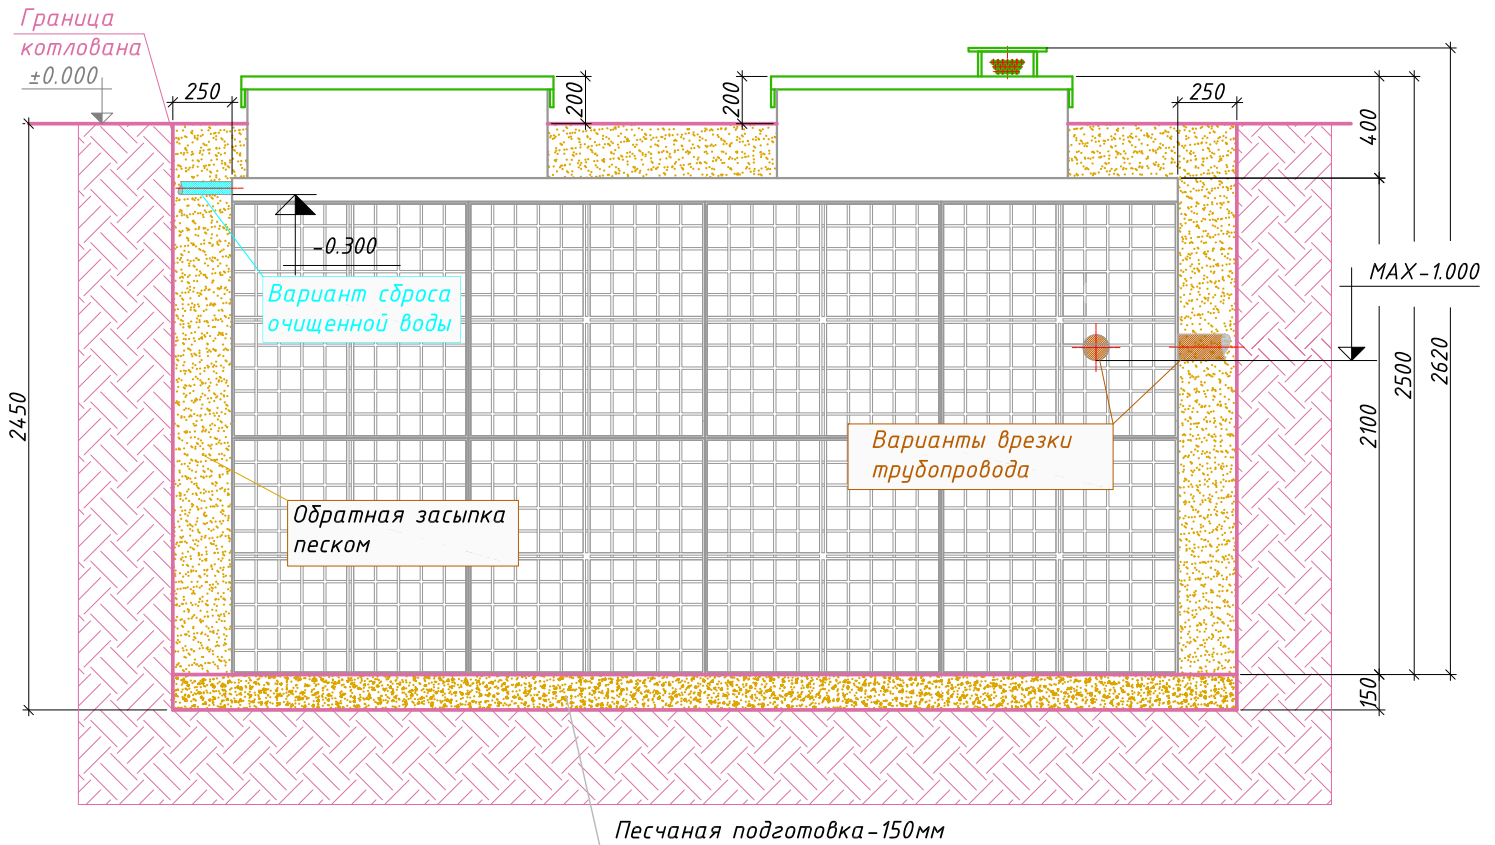 Граница
котлована
±0.000
250
200
200
250
400
-0.300
MAX-1.000
Вариант сброса
очищенной воды
2450
2500
2620
2100
Варианты врезки
трубопровода
Обратная засыпка
песком
150
Песчаная подготовка-150мм